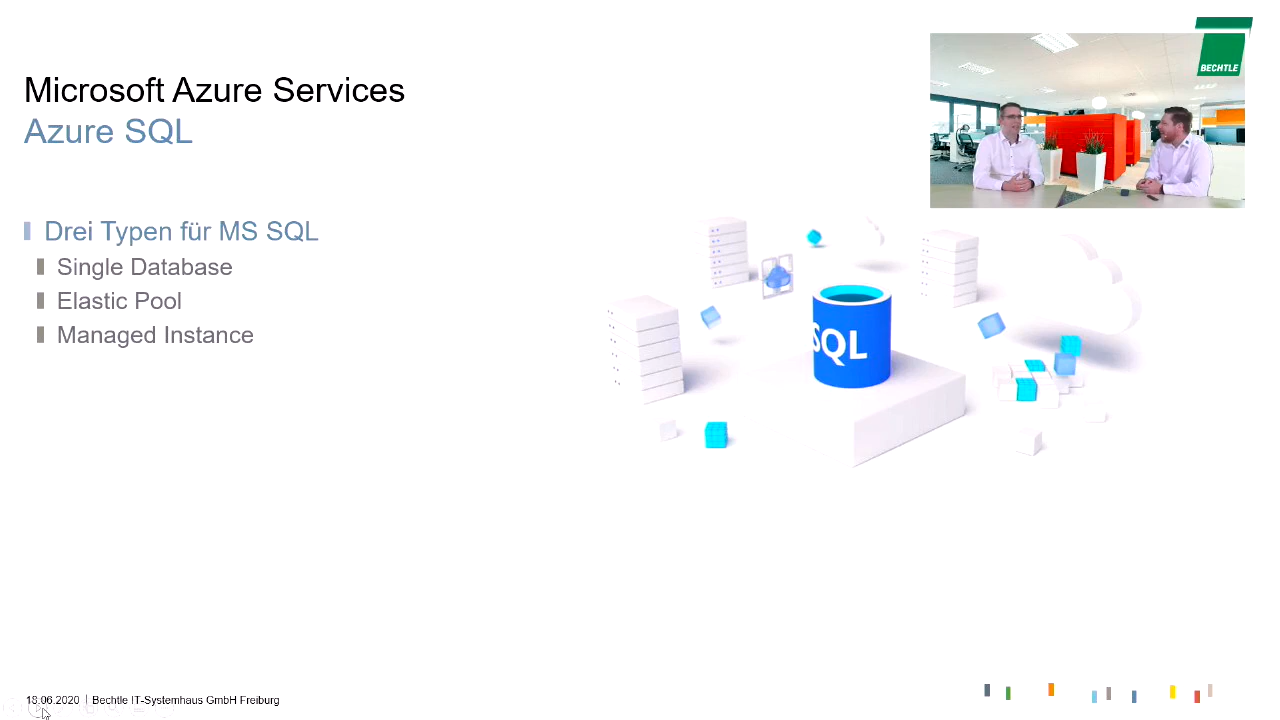 Microsoft Azure Services
Azure SQL
BECHTLE
Drei Typen für MS SQL
Single Database
Elastic Pool
Managed Instance
SQL
18.06.2020 | Bechtle IT-Systemhaus GmbH Freiburg